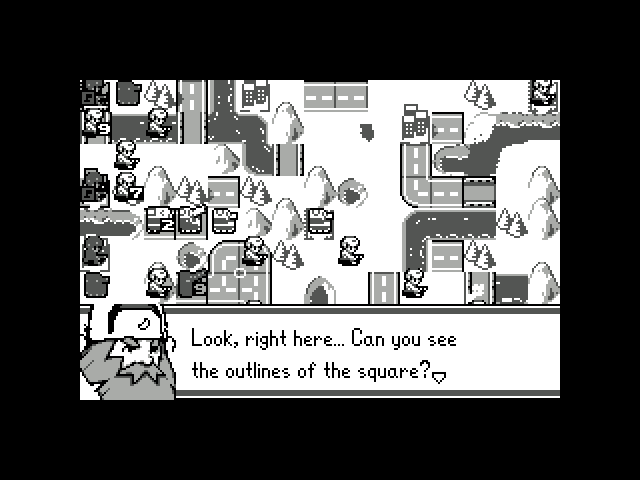 Look, right here... Can you see
the outlines of the square?